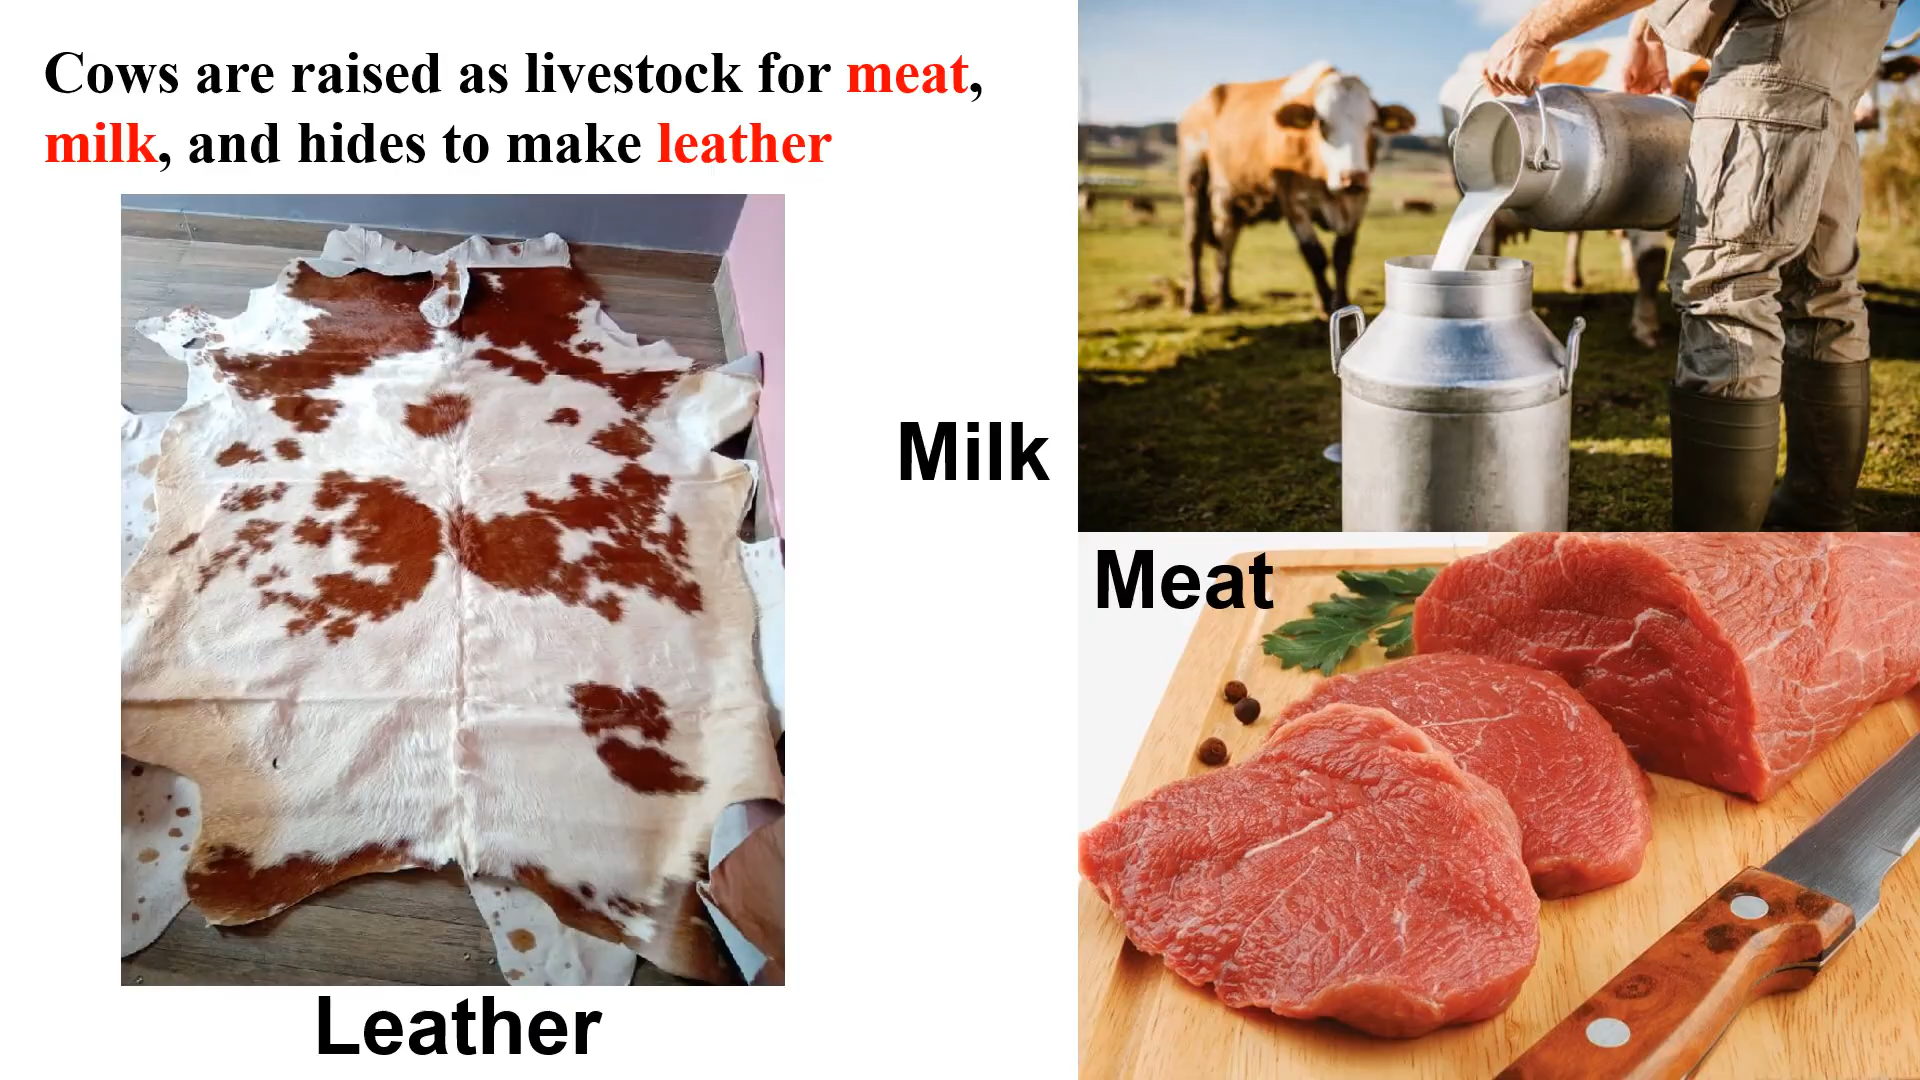 Cows are raised as livestock for meat,
milk, and hides to make leather
Milk
Meat
Leather